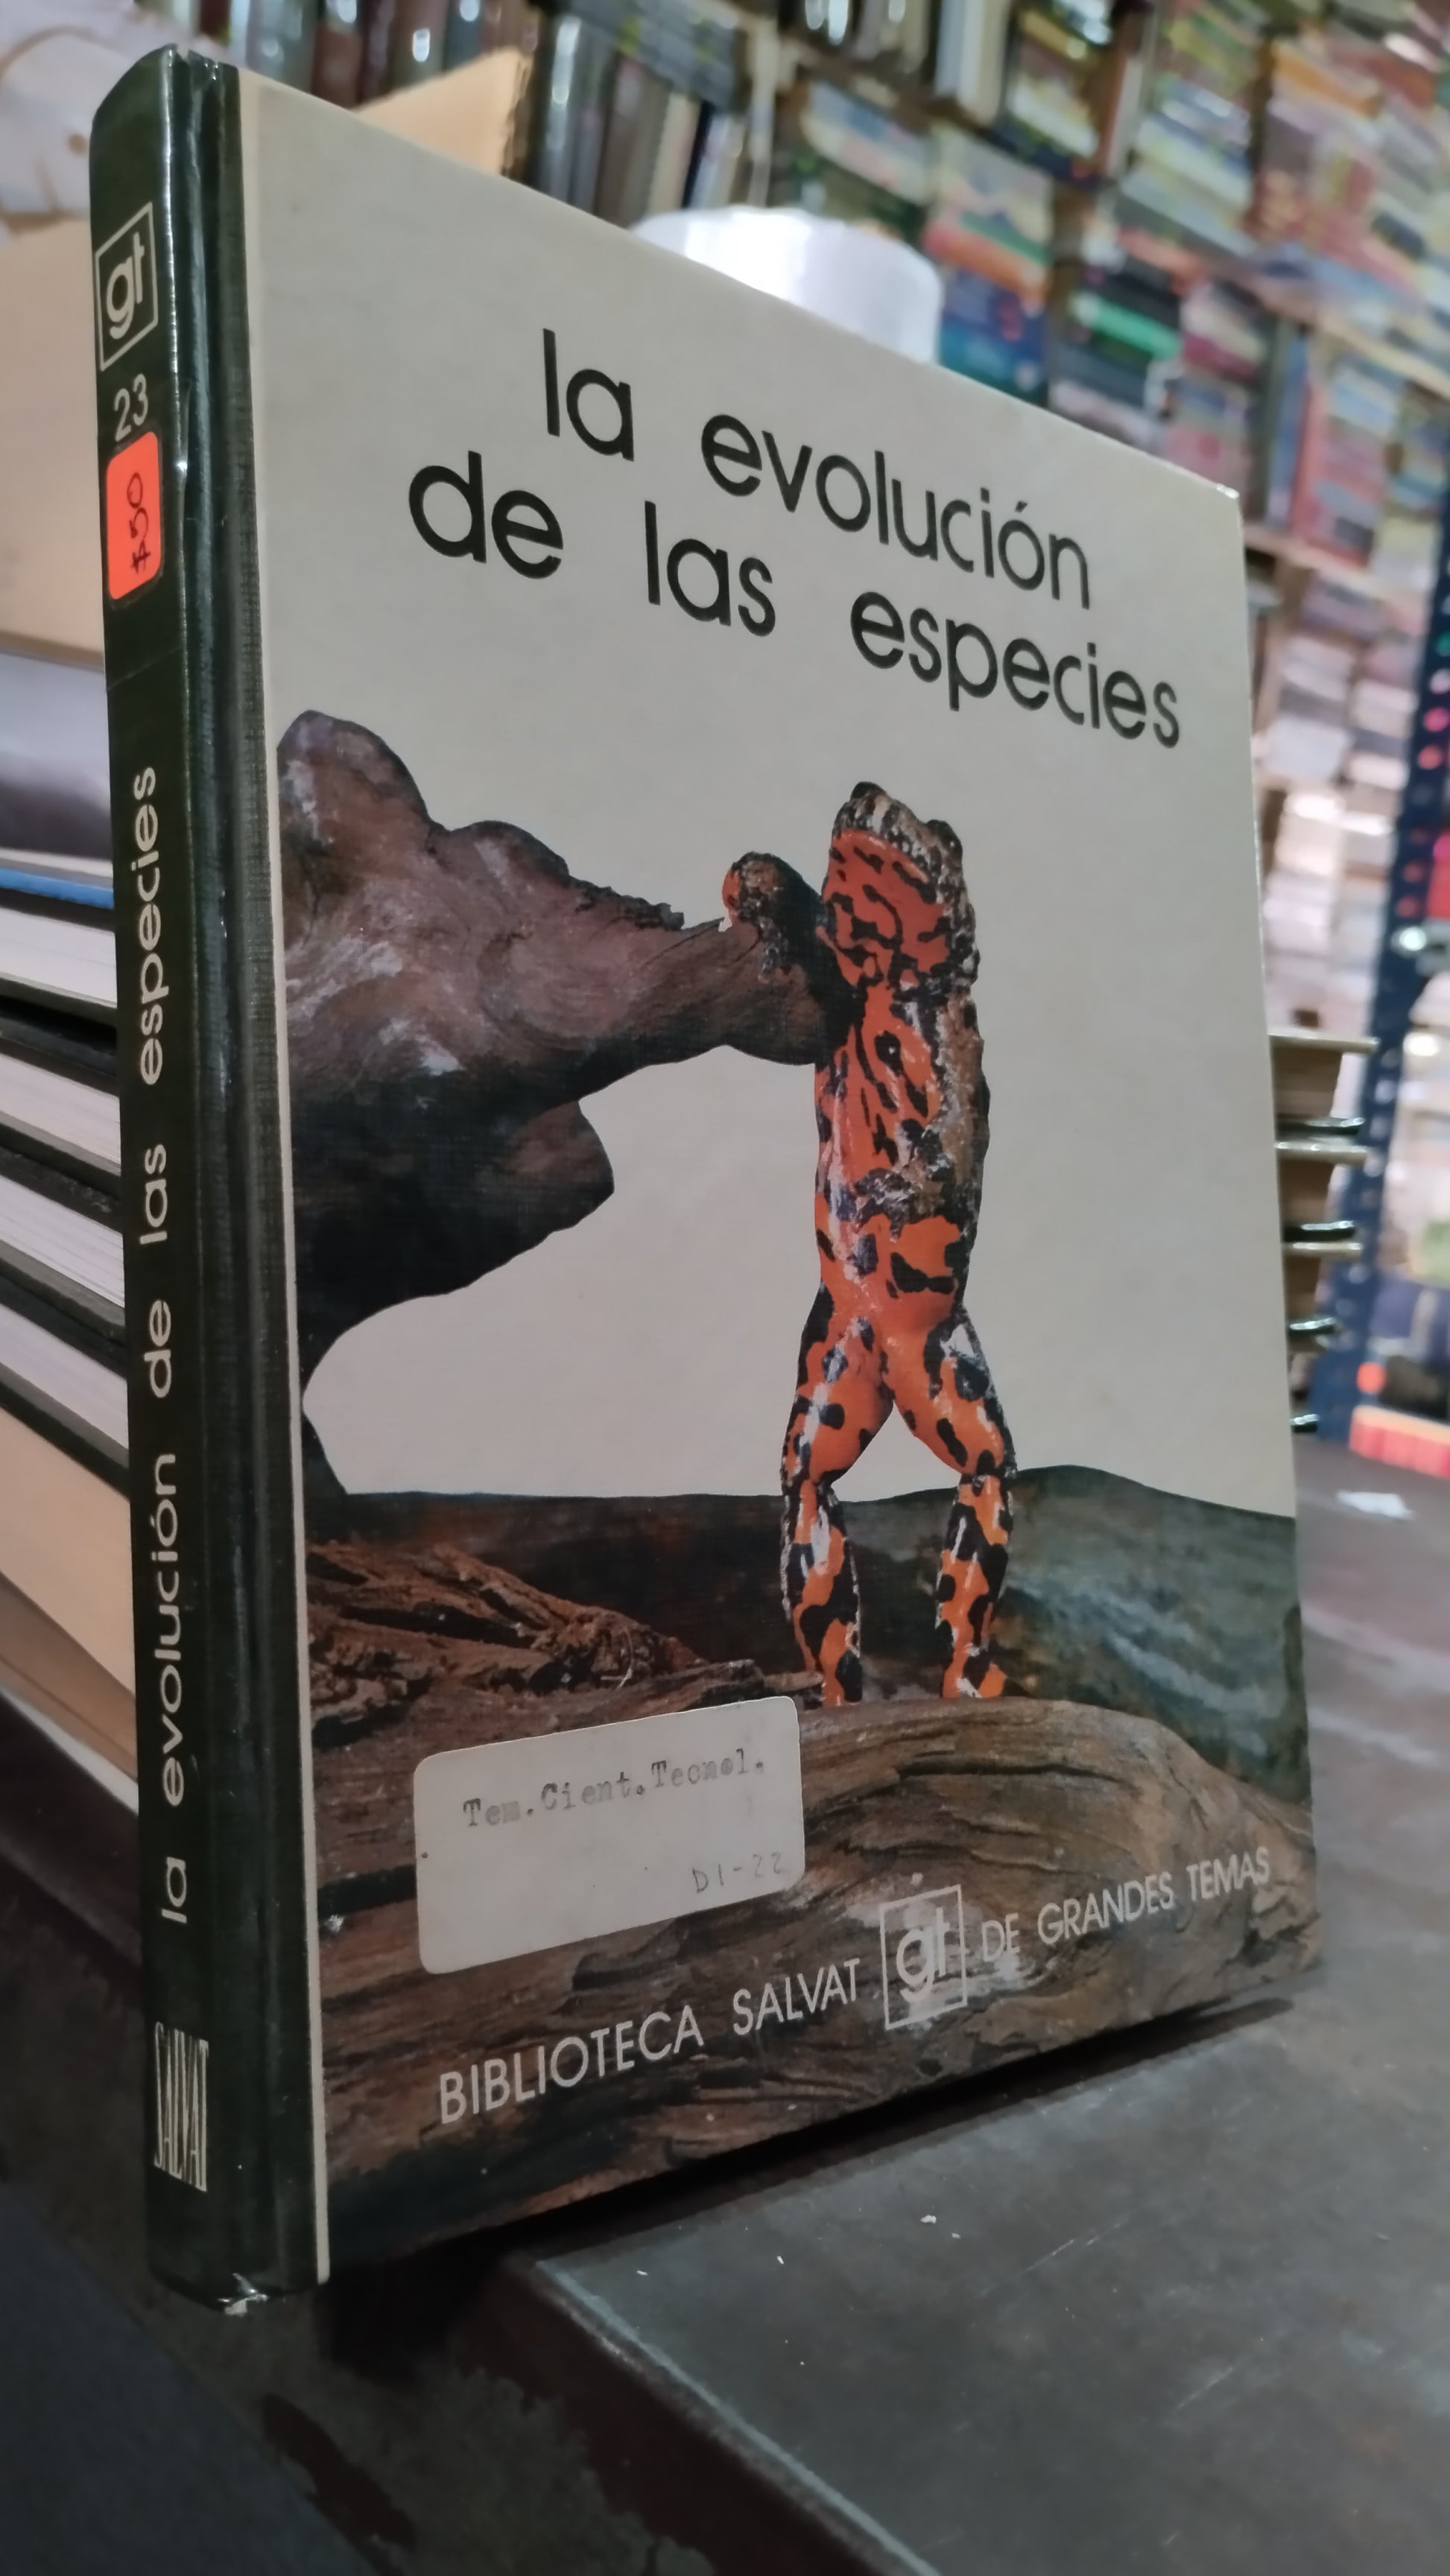 la evolución
de las especies
Tem.Cient.Tecnol.
D1-22
BIBLIOTECA SALVAT gt DE GRANDES TEMAS
gt
23
$50
la evolución de las especies
SALVAT